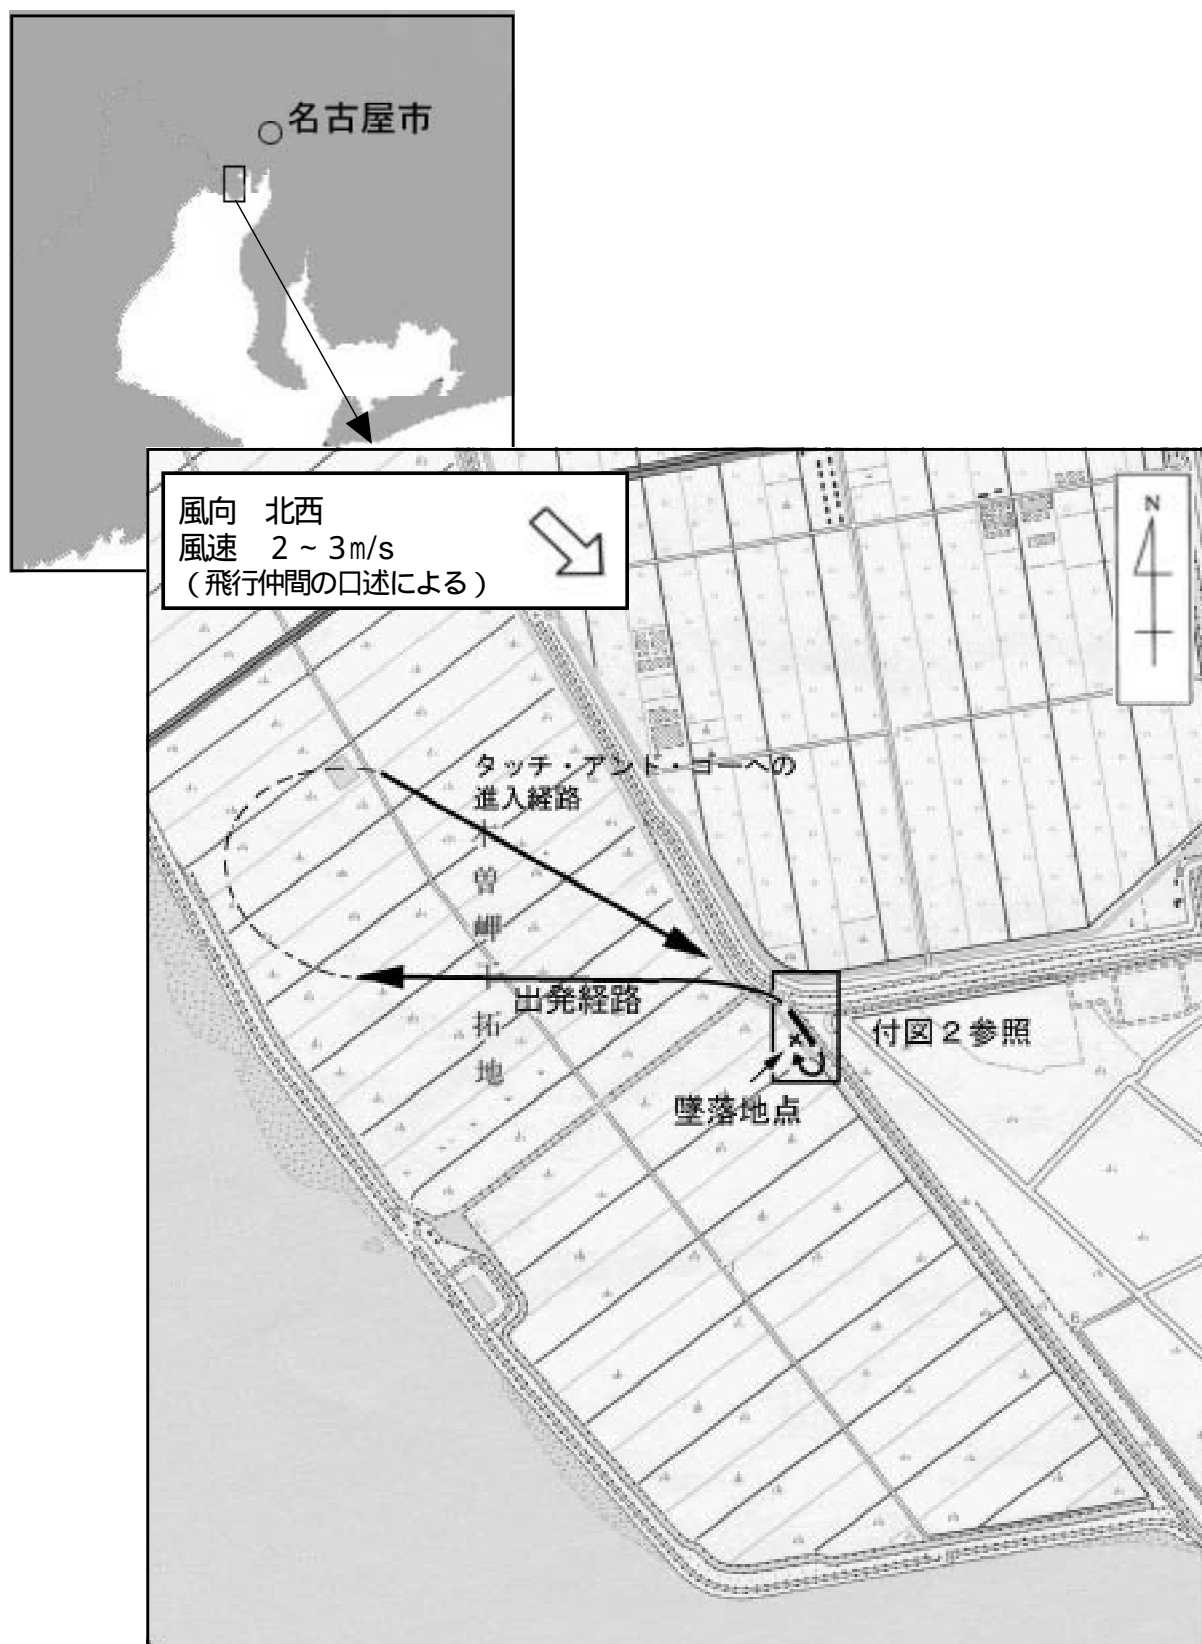 名古屋市
風向 北西
風速 2~3m/s
(飛行仲間の口述による)
N
タッチ・アンド・ゴーへの
進入経路
木曽岬干拓地
出発経路
付図2参照
墜落地点